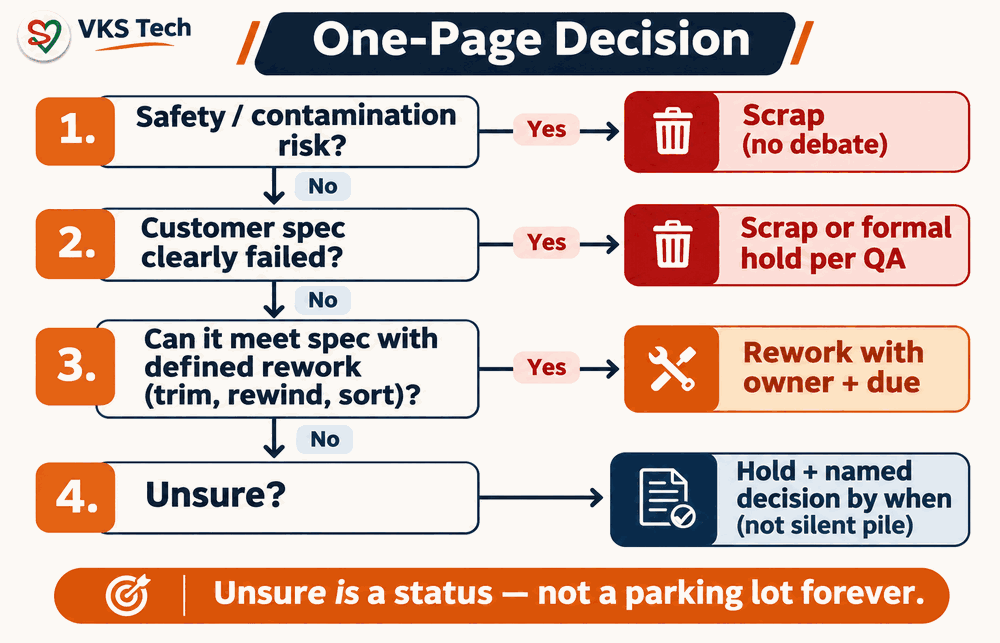 VKS Tech
One-Page Decision
1.
Safety / contamination
risk?
Yes
Scrap
(no debate)
No
2.
Customer spec
clearly failed?
Yes
Scrap or formal
hold per QA
No
3.
Can it meet spec with
defined rework
(trim, rewind, sort)?
Yes
Rework with
owner + due
No
4.
Unsure?
Hold + named
decision by when
(not silent pile)
Unsure is a status — not a parking lot forever.